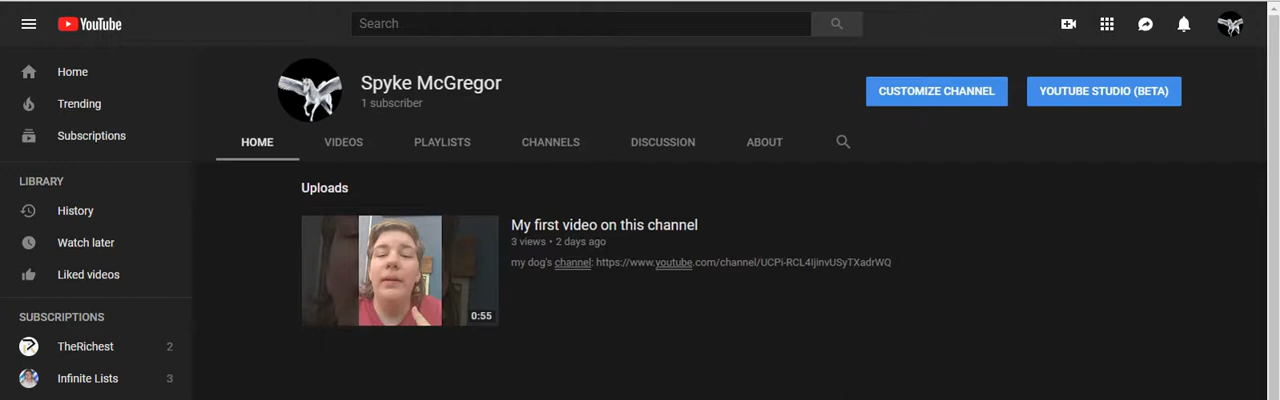 YouTube
Search
Home
Trending
Subscriptions
LIBRARY
History
Watch later
Liked videos
SUBSCRIPTIONS
TheRichest 2
Infinite Lists 3
Spyke McGregor
1 subscriber
CUSTOMIZE CHANNEL
YOUTUBE STUDIO (BETA)
HOME VIDEOS PLAYLISTS CHANNELS DISCUSSION ABOUT
Uploads
0:55
My first video on this channel
3 views • 2 days ago
my dog's channel: https://www.youtube.com/channel/UCPi-RCL4IjinvUSyTXadrWQ